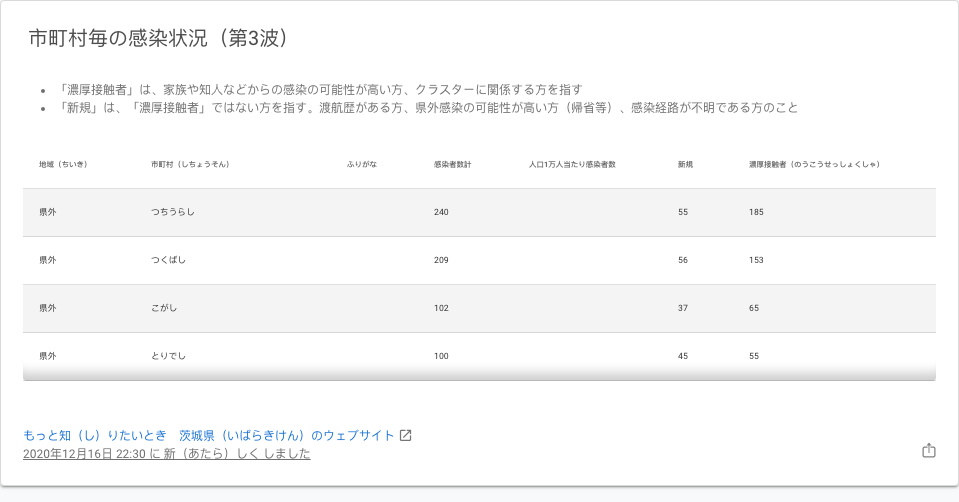 市町村毎の感染状況（第3波）
「濃厚接触者」は、家族や知人などからの感染の可能性が高い方、クラスターに関係する方を指す
「新規」は、「濃厚接触者」ではない方を指す。渡航歴がある方、県外感染の可能性が高い方（帰省等）、感染経路が不明である方のこと
地域（ちいき） 市町村（しちょうそん） ふりがな 感染者数計 人口1万人当たり感染者数 新規 濃厚接触者（のうこうせっしょくしゃ）
県外 つちうらし 240 55 185
県外 つくばし 209 56 153
県外 こがし 102 37 65
県外 とりでし 100 45 55
もっと知（し）りたいとき　茨城県（いばらきけん）のウェブサイト
2020年12月16日 22:30 に 新（あたら）しく しました